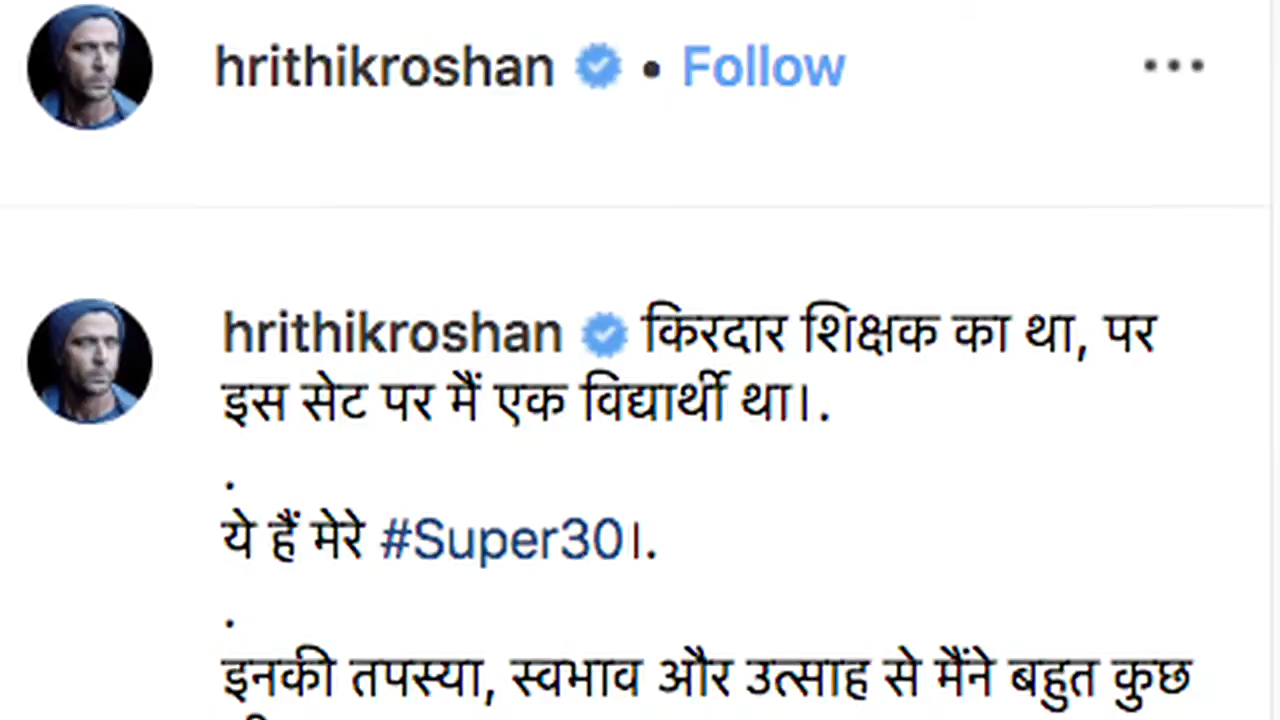 hrithikroshan • Follow
hrithikroshan किरदार शिक्षक का था, पर
इस सेट पर मैं एक विद्यार्थी था।.
.
ये हैं मेरे #Super30।.
.
इनकी तपस्या, स्वभाव और उत्साह से मैंने बहुत कुछ